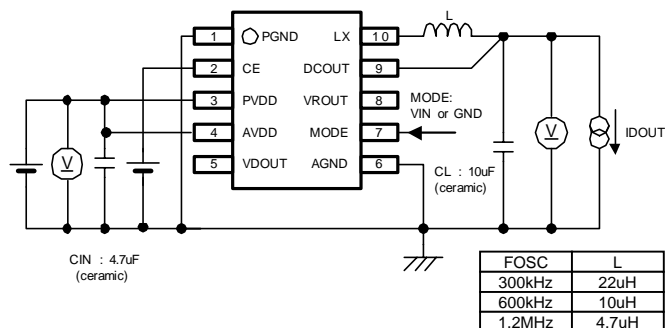 1 PGND LX 10 L
2 CE DCOUT 9
3 PVDD VROUT 8
MODE:
VIN or GND
4 AVDD MODE 7
5 VDOUT AGND 6
V
V
IDOUT
CL : 10uF
(ceramic)
CIN : 4.7uF
(ceramic)
FOSC L
300kHz 22uH
600kHz 10uH
1.2MHz 4.7uH